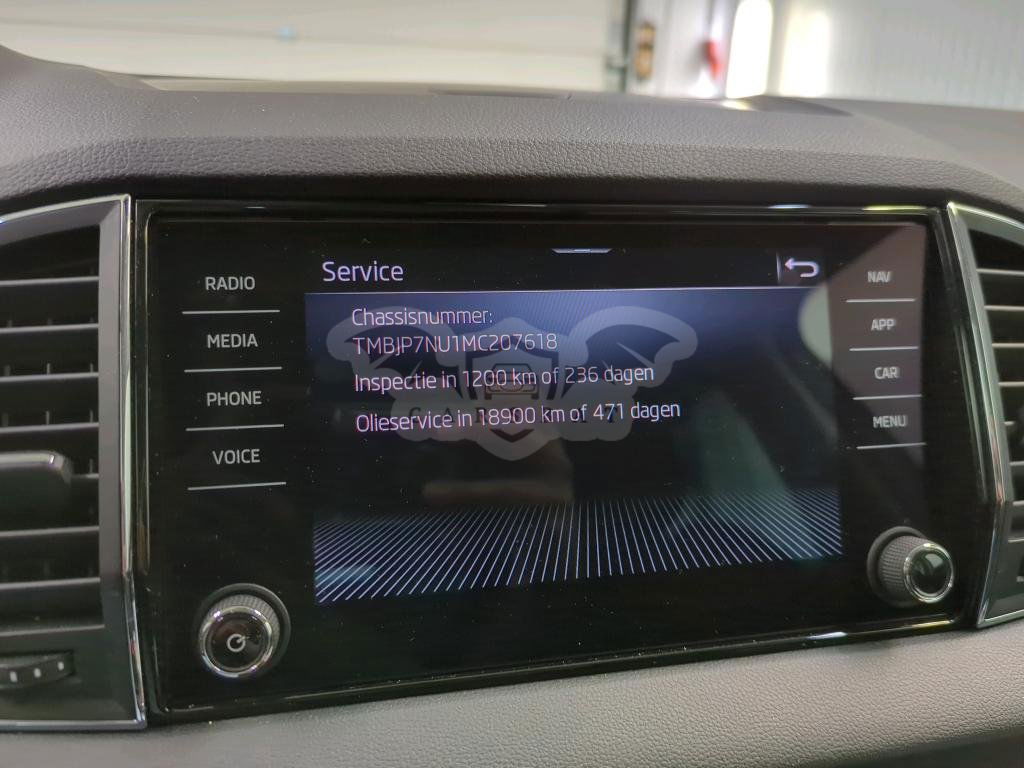 Service
RADIO
MEDIA
PHONE
VOICE
Chassisnummer:
TMBJP7NU1MC207618
Inspectie in 1200 km of 236 dagen
Olieservice in 18900 km of 471 dagen
NAV
APP
CAR
MENU